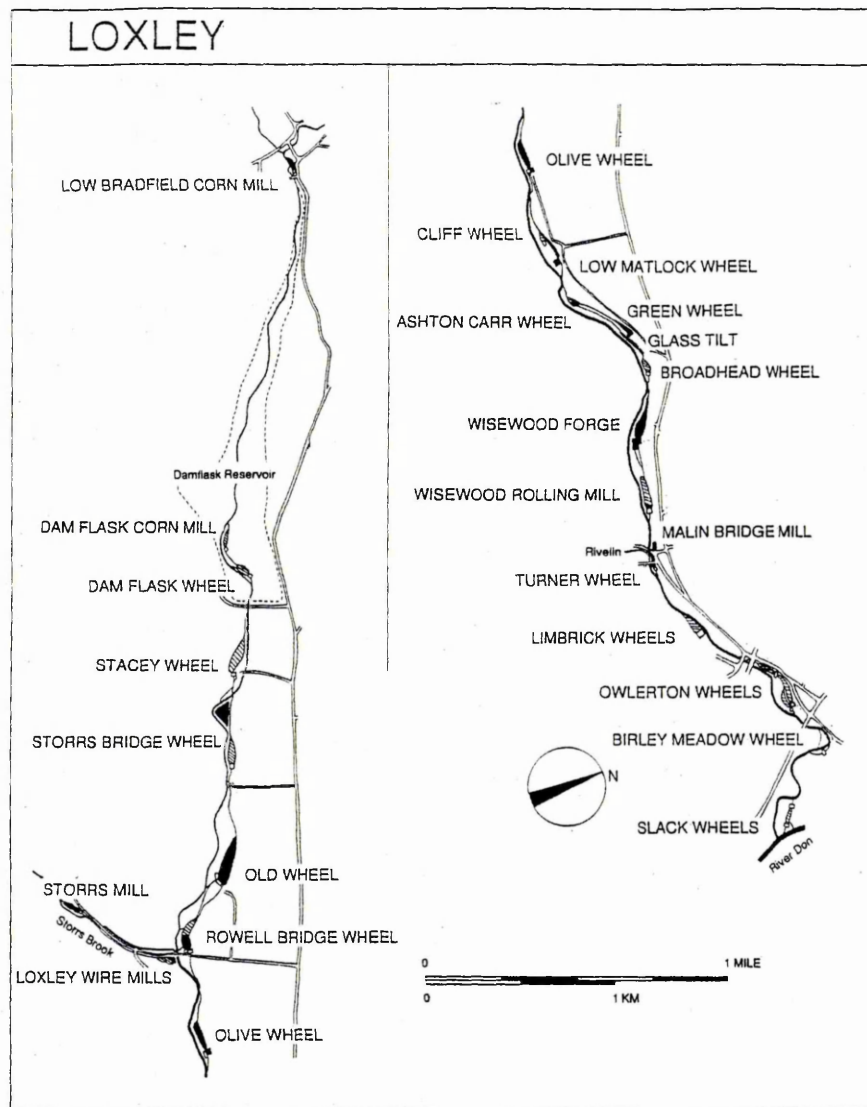 LOXLEY
LOW BRADFIELD CORN MILL
Damflask Reservoir
DAM FLASK CORN MILL
DAM FLASK WHEEL
STACEY WHEEL
STORRS BRIDGE WHEEL
OLD WHEEL
STORRS MILL
Storrs Brook
ROWELL BRIDGE WHEEL
LOXLEY WIRE MILLS
OLIVE WHEEL
OLIVE WHEEL
CLIFF WHEEL
LOW MATLOCK WHEEL
GREEN WHEEL
ASHTON CARR WHEEL
GLASS TILT
BROADHEAD WHEEL
WISEWOOD FORGE
WISEWOOD ROLLING MILL
MALIN BRIDGE MILL
Rivelin
TURNER WHEEL
LIMBRICK WHEELS
OWLERTON WHEELS
BIRLEY MEADOW WHEEL
N
SLACK WHEELS
River Don
0 1 MILE
0 1 KM